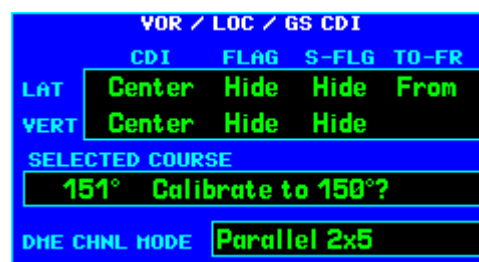 VOR / LOC / GS CDI
CDI FLAG S-FLG TO-FR
LAT Center Hide Hide From
VERT Center Hide Hide
SELECTED COURSE
151° Calibrate to 150°?
DME CHNL MODE Parallel 2x5